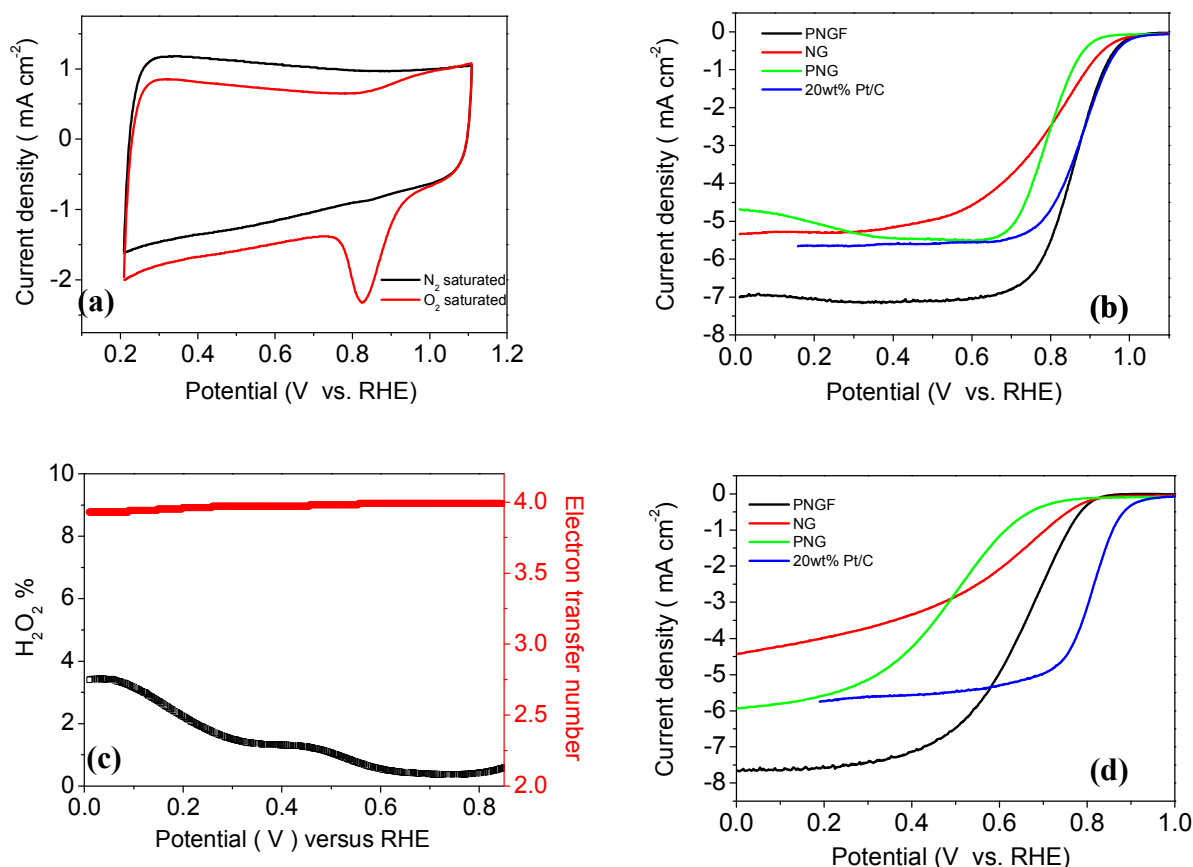 Current density ( mA cm⁻²)
1
0
-1
-2
(a)
N₂ saturated
O₂ saturated
0.2 0.4 0.6 0.8 1.0 1.2
Potential (V vs. RHE)
Current density ( mA cm⁻²)
0
-1
-2
-3
-4
-5
-6
-7
-8
PNGF
NG
PNG
20wt% Pt/C
(b)
0.0 0.2 0.4 0.6 0.8 1.0
Potential (V vs. RHE)
H₂O₂ %
10
8
6
4
2
0
(c)
4.0
3.5
3.0
2.5
2.0
Electron transfer number
0.0 0.2 0.4 0.6 0.8
Potential ( V ) versus RHE
Current density ( mA cm⁻²)
0
-1
-2
-3
-4
-5
-6
-7
-8
PNGF
NG
PNG
20wt% Pt/C
(d)
0.0 0.2 0.4 0.6 0.8 1.0
Potential (V vs. RHE)